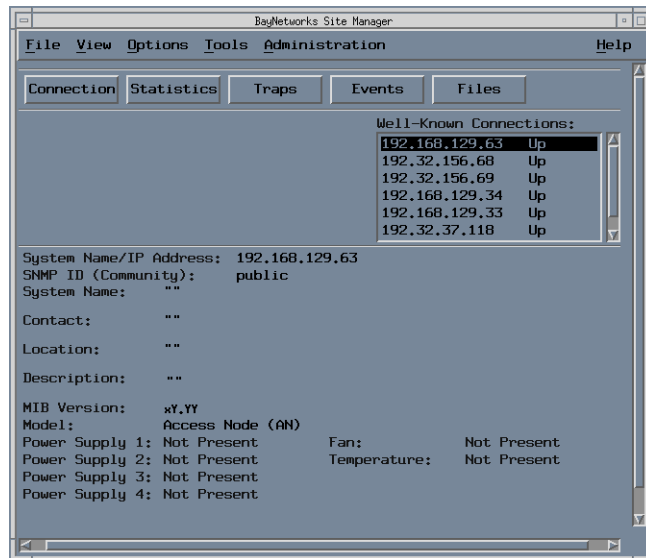 BayNetworks Site Manager
File View Options Tools Administration Help
Connection Statistics Traps Events Files
Well-Known Connections:
192.168.129.63 Up
192.32.156.68 Up
192.32.156.69 Up
192.168.129.34 Up
192.168.129.33 Up
192.32.37.118 Up
System Name/IP Address: 192.168.129.63
SNMP ID (Community): public
System Name: ""
Contact: ""
Location: ""
Description: ""
MIB Version: xY.YY
Model: Access Node (AN)
Power Supply 1: Not Present Fan: Not Present
Power Supply 2: Not Present Temperature: Not Present
Power Supply 3: Not Present
Power Supply 4: Not Present